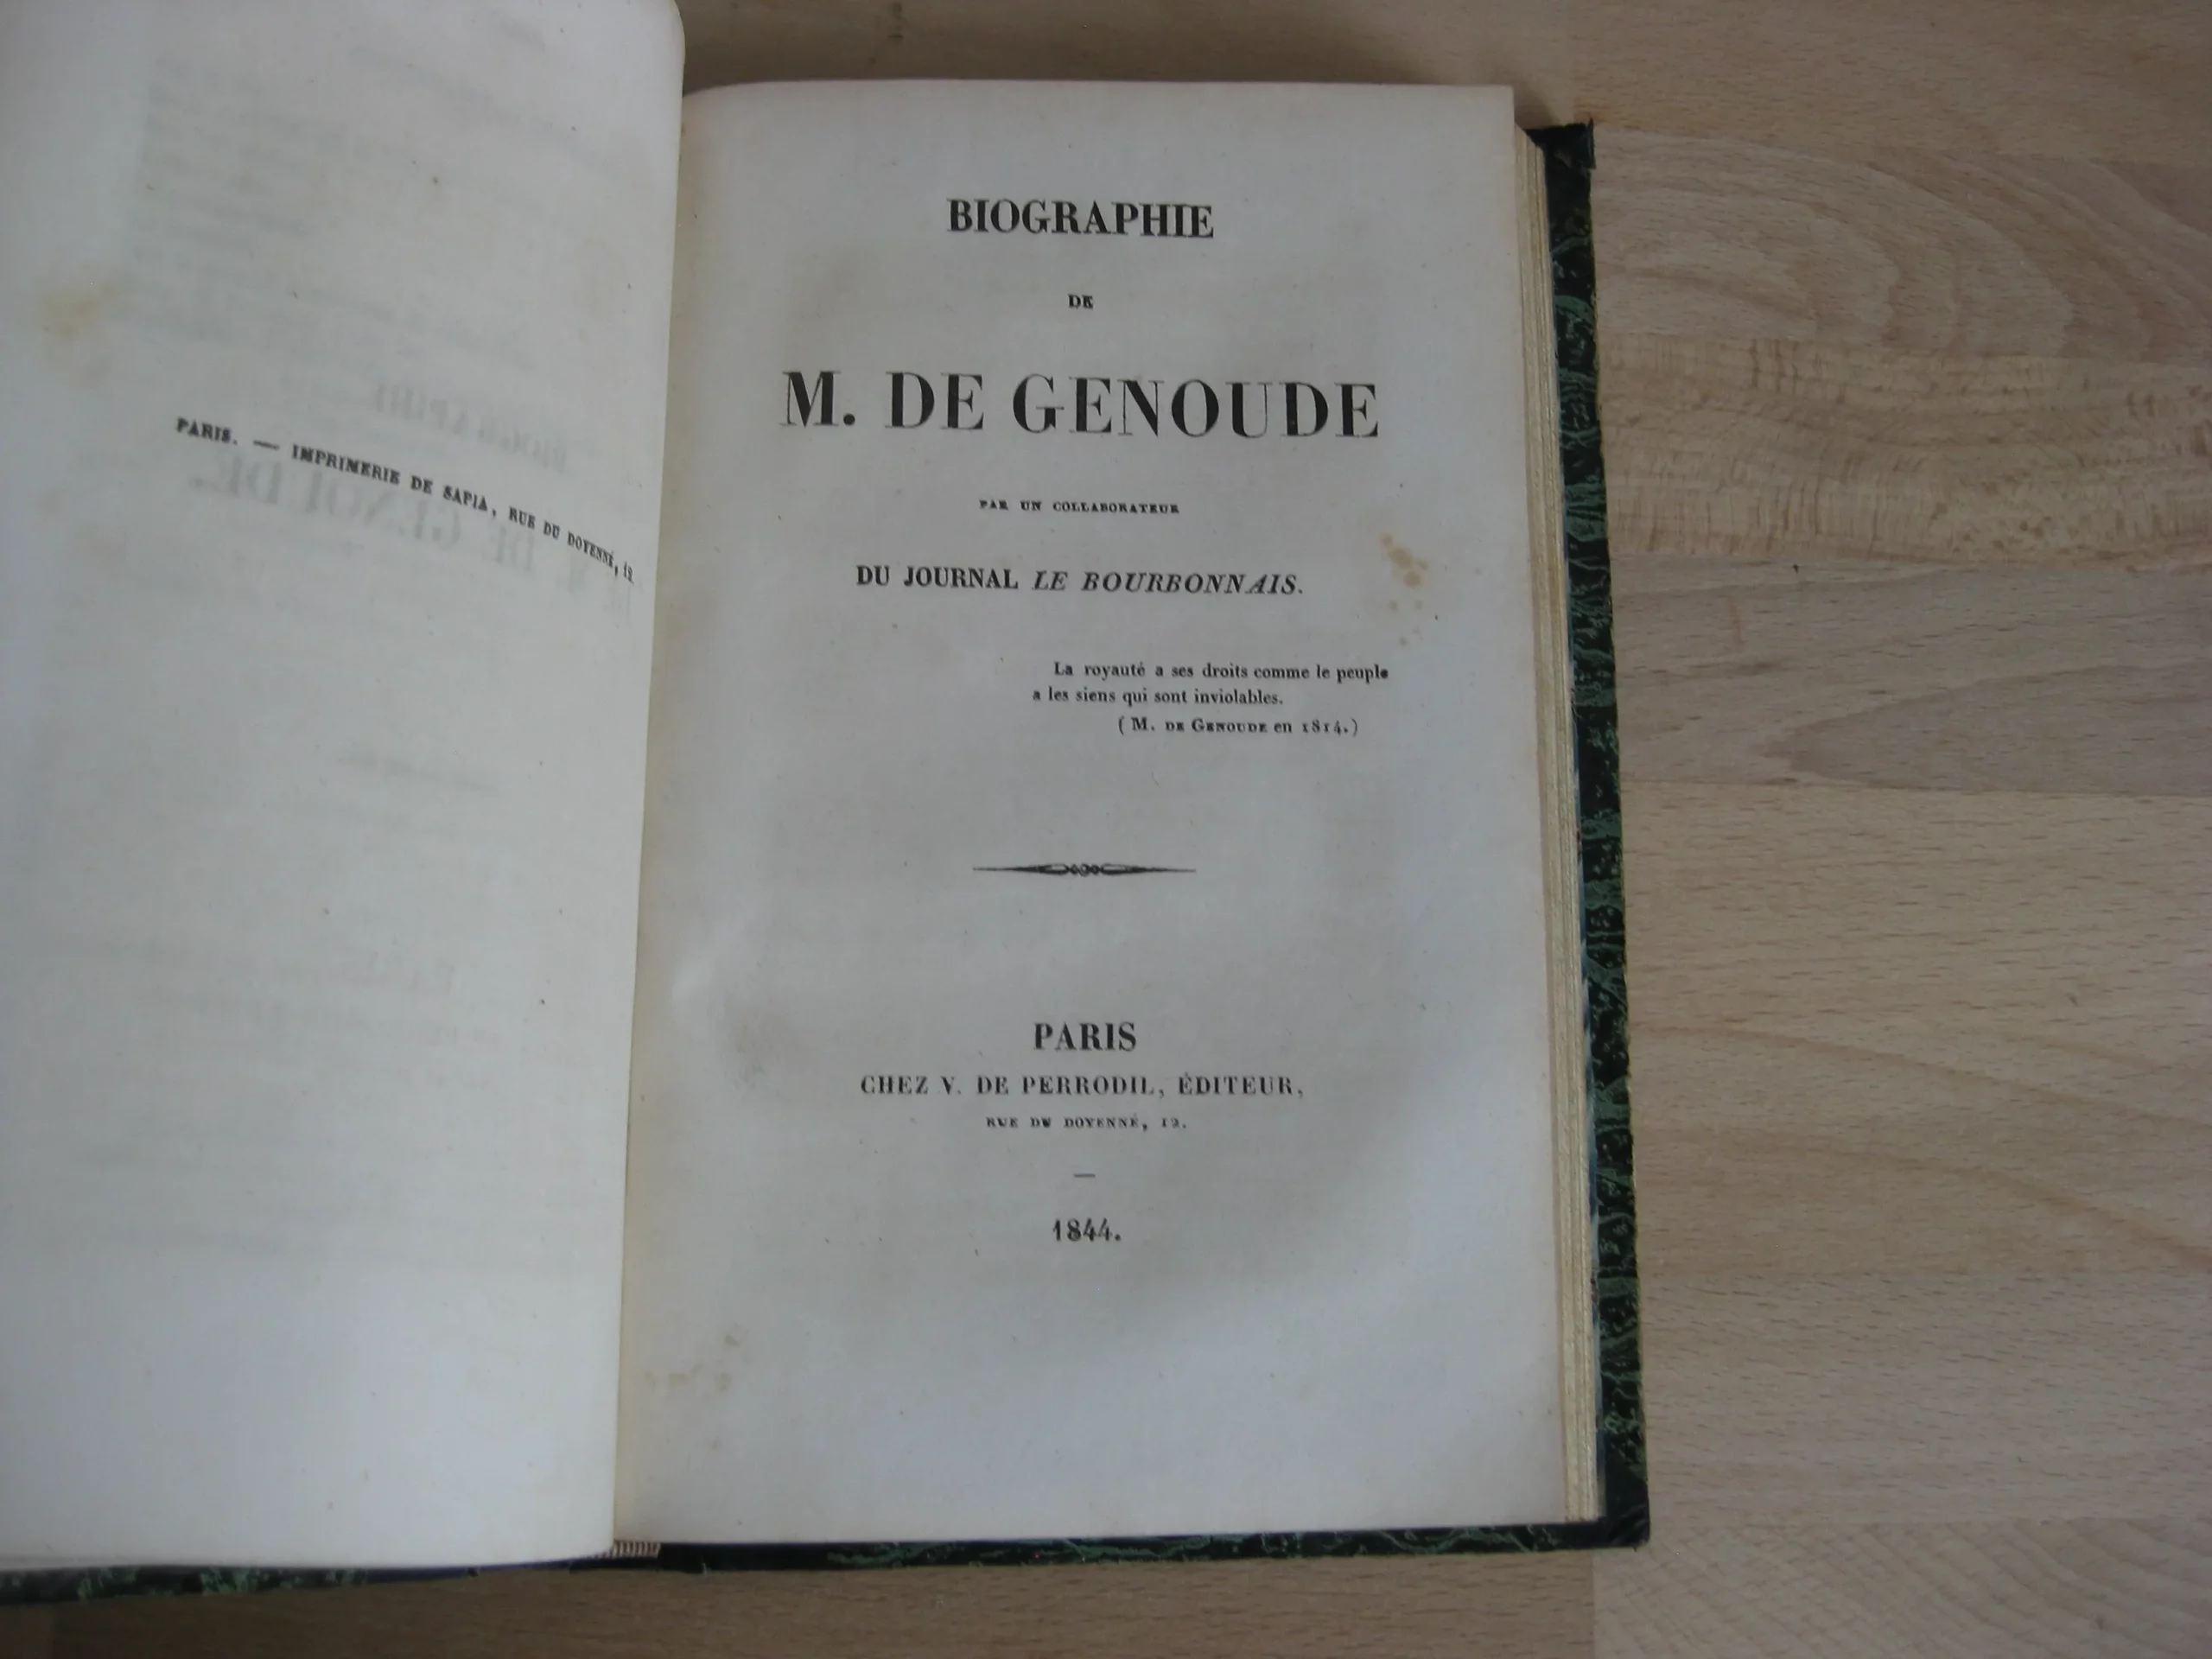 PARIS. — IMPRIMERIE DE SAPIA, RUE DU DOYENNÉ, 12
BIOGRAPHIE
DE
M. DE GENOUDE
PAR UN COLLABORATEUR
DU JOURNAL LE BOURBONNAIS.
La royauté a ses droits comme le peuple
a les siens qui sont inviolables.
( M. DE GENOUDE en 1814.)
PARIS
CHEZ V. DE PERRODIL, ÉDITEUR,
RUE DU DOYENNÉ, 12.
—
1844.